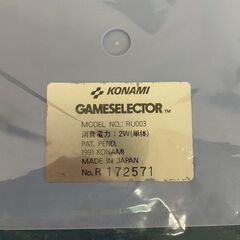 KONAMI
GAMESELECTOR™
MODEL NO.: RU003
消費電力: 2W(単体)
PAT, PEND,
1991 KONAMI
MADE IN JAPAN
No.R 172571